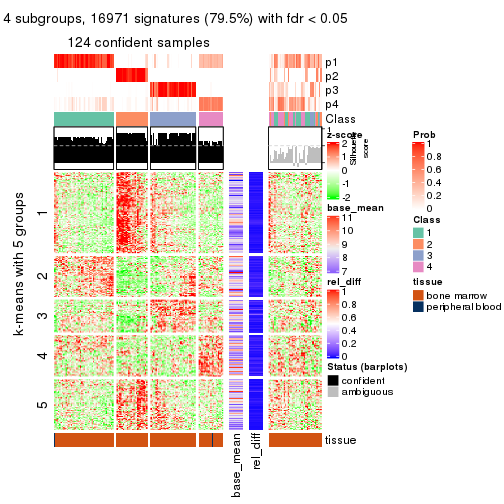 4 subgroups, 16971 signatures (79.5%) with fdr < 0.05
124 confident samples
p1
p2
p3
p4
Class
1
Silhouette
score
k-means with 5 groups
1
2
3
4
5
tissue
base_mean
rel_diff
z-score
2
1
0
-1
-2
base_mean
11
10
9
8
7
rel_diff
1
0.8
0.6
0.4
0.2
0
Status (barplots)
confident
ambiguous
Prob
1
0.8
0.6
0.4
0.2
0
Class
1
2
3
4
tissue
bone marrow
peripheral blood